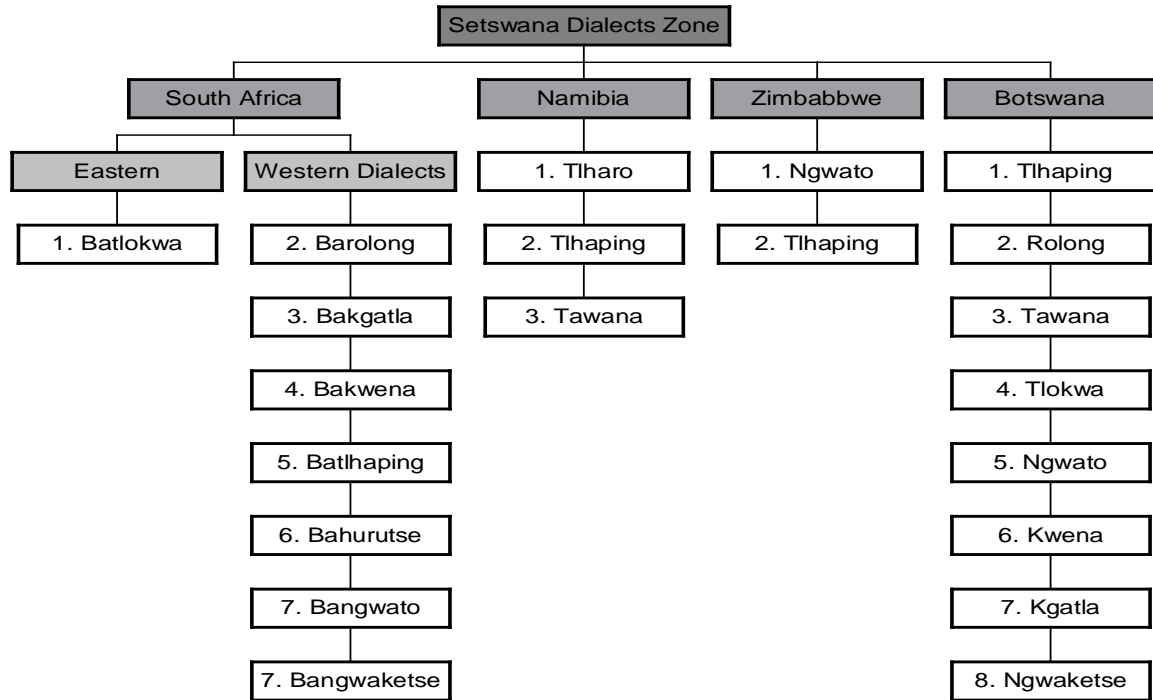 Setswana Dialects Zone
South Africa
Namibia
Zimbabbwe
Botswana
Eastern
Western Dialects
1. Tlharo
1. Ngwato
1. Tlhaping
1. Batlokwa
2. Barolong
2. Tlhaping
2. Tlhaping
2. Rolong
3. Bakgatla
3. Tawana
3. Tawana
4. Bakwena
4. Tlokwa
5. Batlhaping
5. Ngwato
6. Bahurutse
6. Kwena
7. Bangwato
7. Kgatla
7. Bangwaketse
8. Ngwaketse